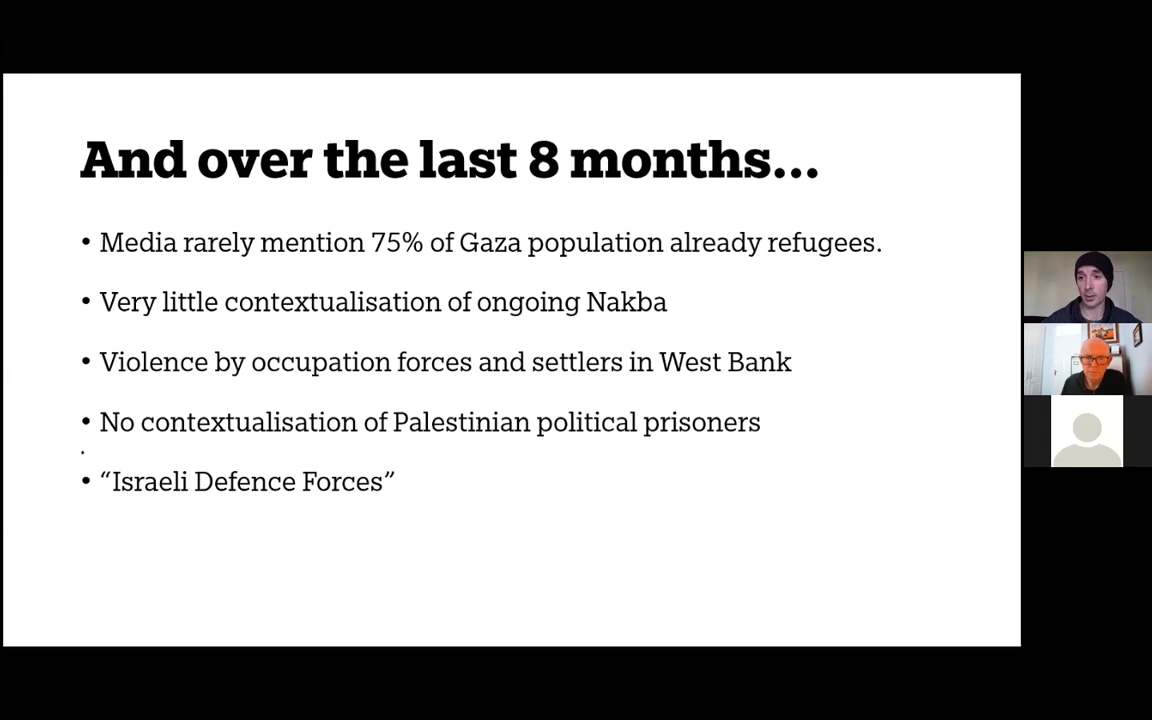 And over the last 8 months...
• Media rarely mention 75% of Gaza population already refugees.
• Very little contextualisation of ongoing Nakba
• Violence by occupation forces and settlers in West Bank
• No contextualisation of Palestinian political prisoners
•
• “Israeli Defence Forces”